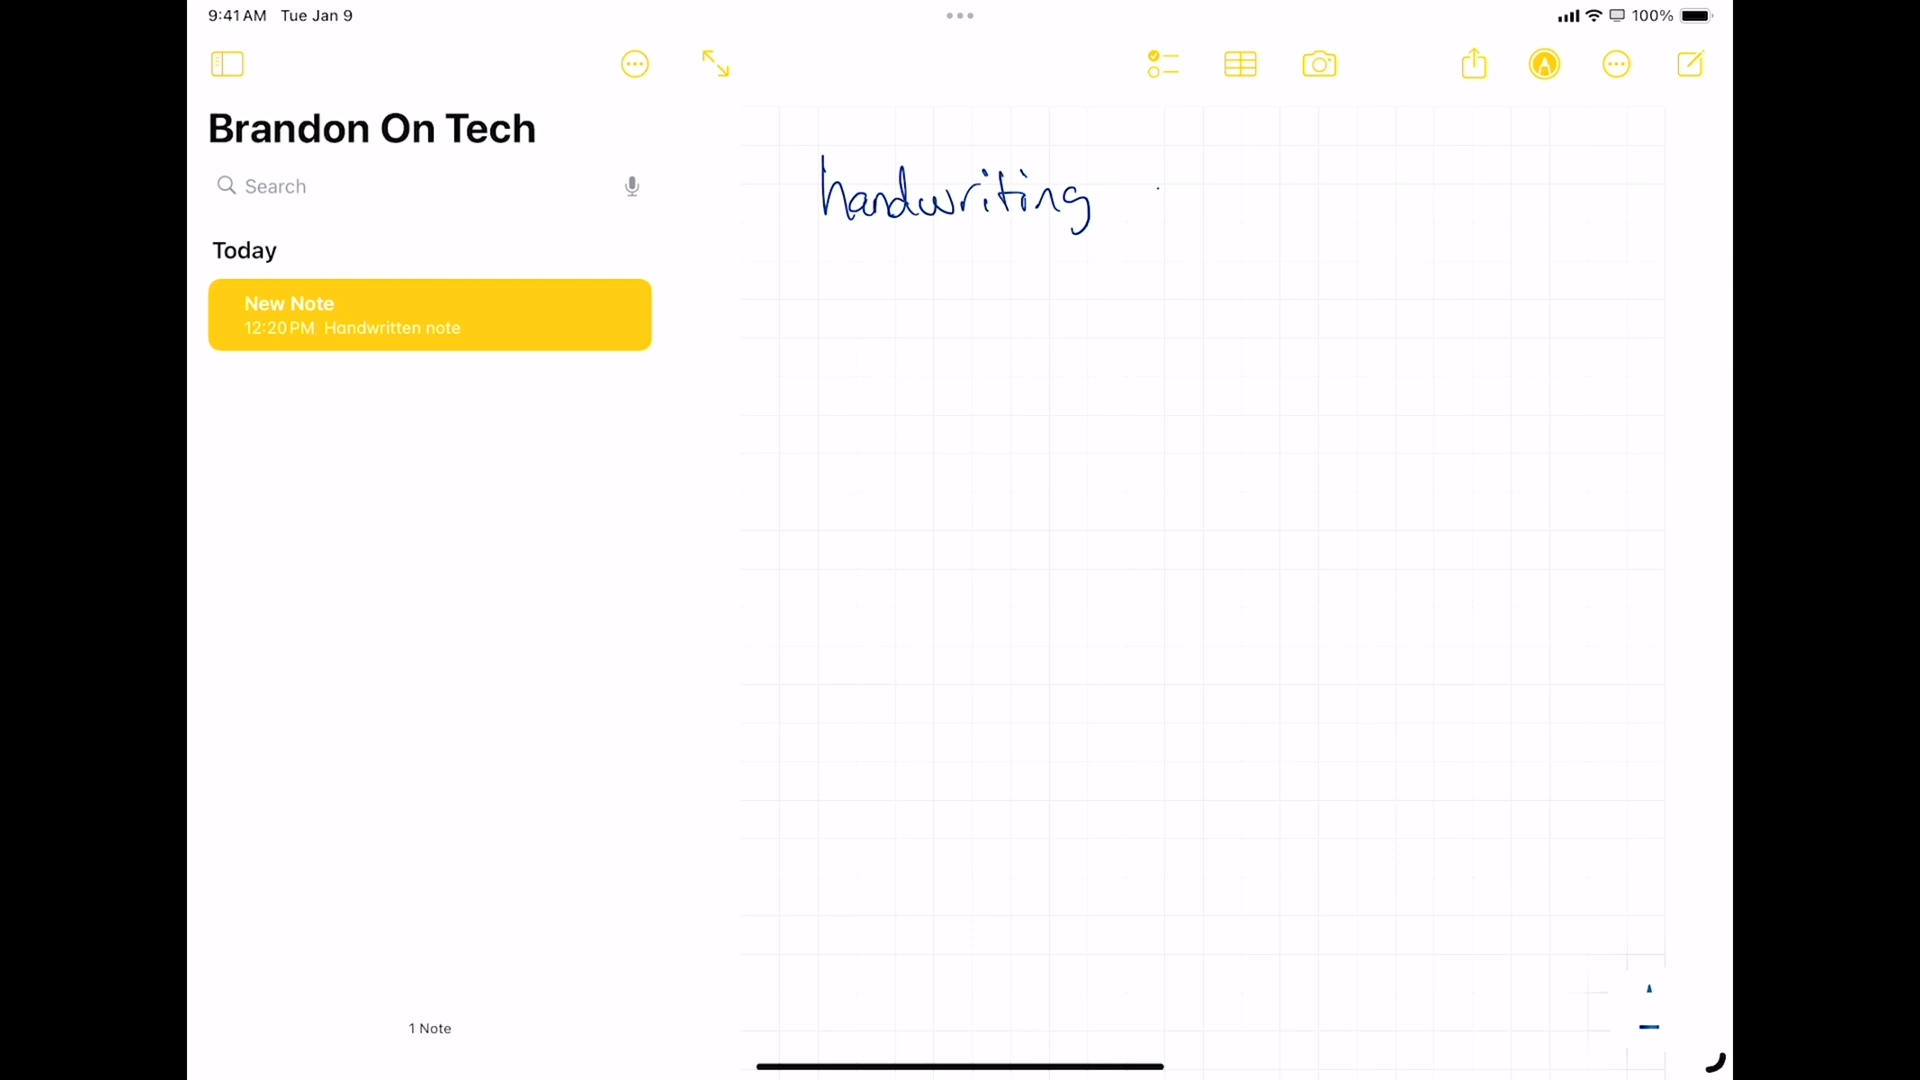 9:41 AM Tue Jan 9
100%
Brandon On Tech
Search
Today
New Note
12:20 PM Handwritten note
1 Note
handwriting